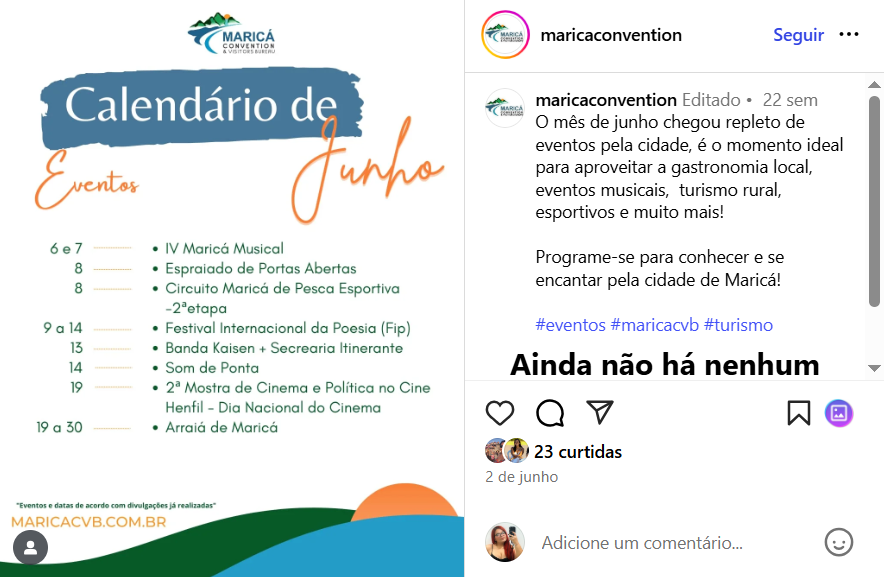 MARICÁ
CONVENTION
& VISITORS BUREAU
Calendário de
Junho
Eventos
6 e 7 • IV Maricá Musical
8 • Espraiado de Portas Abertas
8 • Circuito Maricá de Pesca Esportiva
-2ªetapa
9 a 14 • Festival Internacional da Poesia (Fip)
13 • Banda Kaisen + Secrearia Itinerante
14 • Som de Ponta
19 • 2ª Mostra de Cinema e Política no Cine
Henfil - Dia Nacional do Cinema
19 a 30 • Arraiá de Maricá
"Eventos e datas de acordo com divulgações já realizadas"
MARICACVB.COM.BR
maricaconvention
Seguir
maricaconvention Editado • 22 sem
O mês de junho chegou repleto de
eventos pela cidade, é o momento ideal
para aproveitar a gastronomia local,
eventos musicais, turismo rural,
esportivos e muito mais!
Programe-se para conhecer e se
encantar pela cidade de Maricá!
#eventos #maricacvb #turismo
Ainda não há nenhum
23 curtidas
2 de junho
Adicione um comentário...